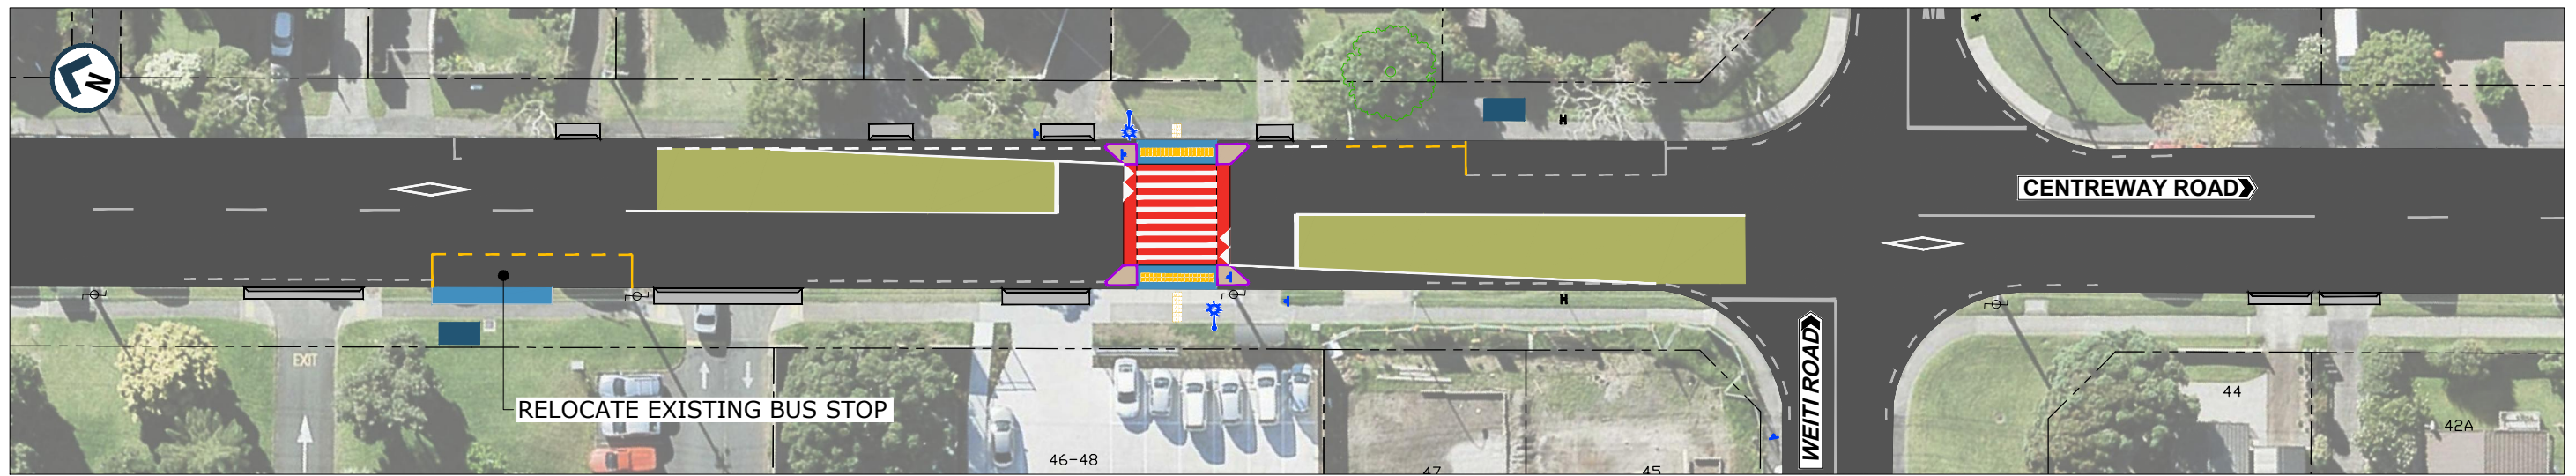 N
CENTREWAY ROAD
EXIT
RELOCATE EXISTING BUS STOP
WEITI ROAD
H
H
46-48
47
45
44
42A